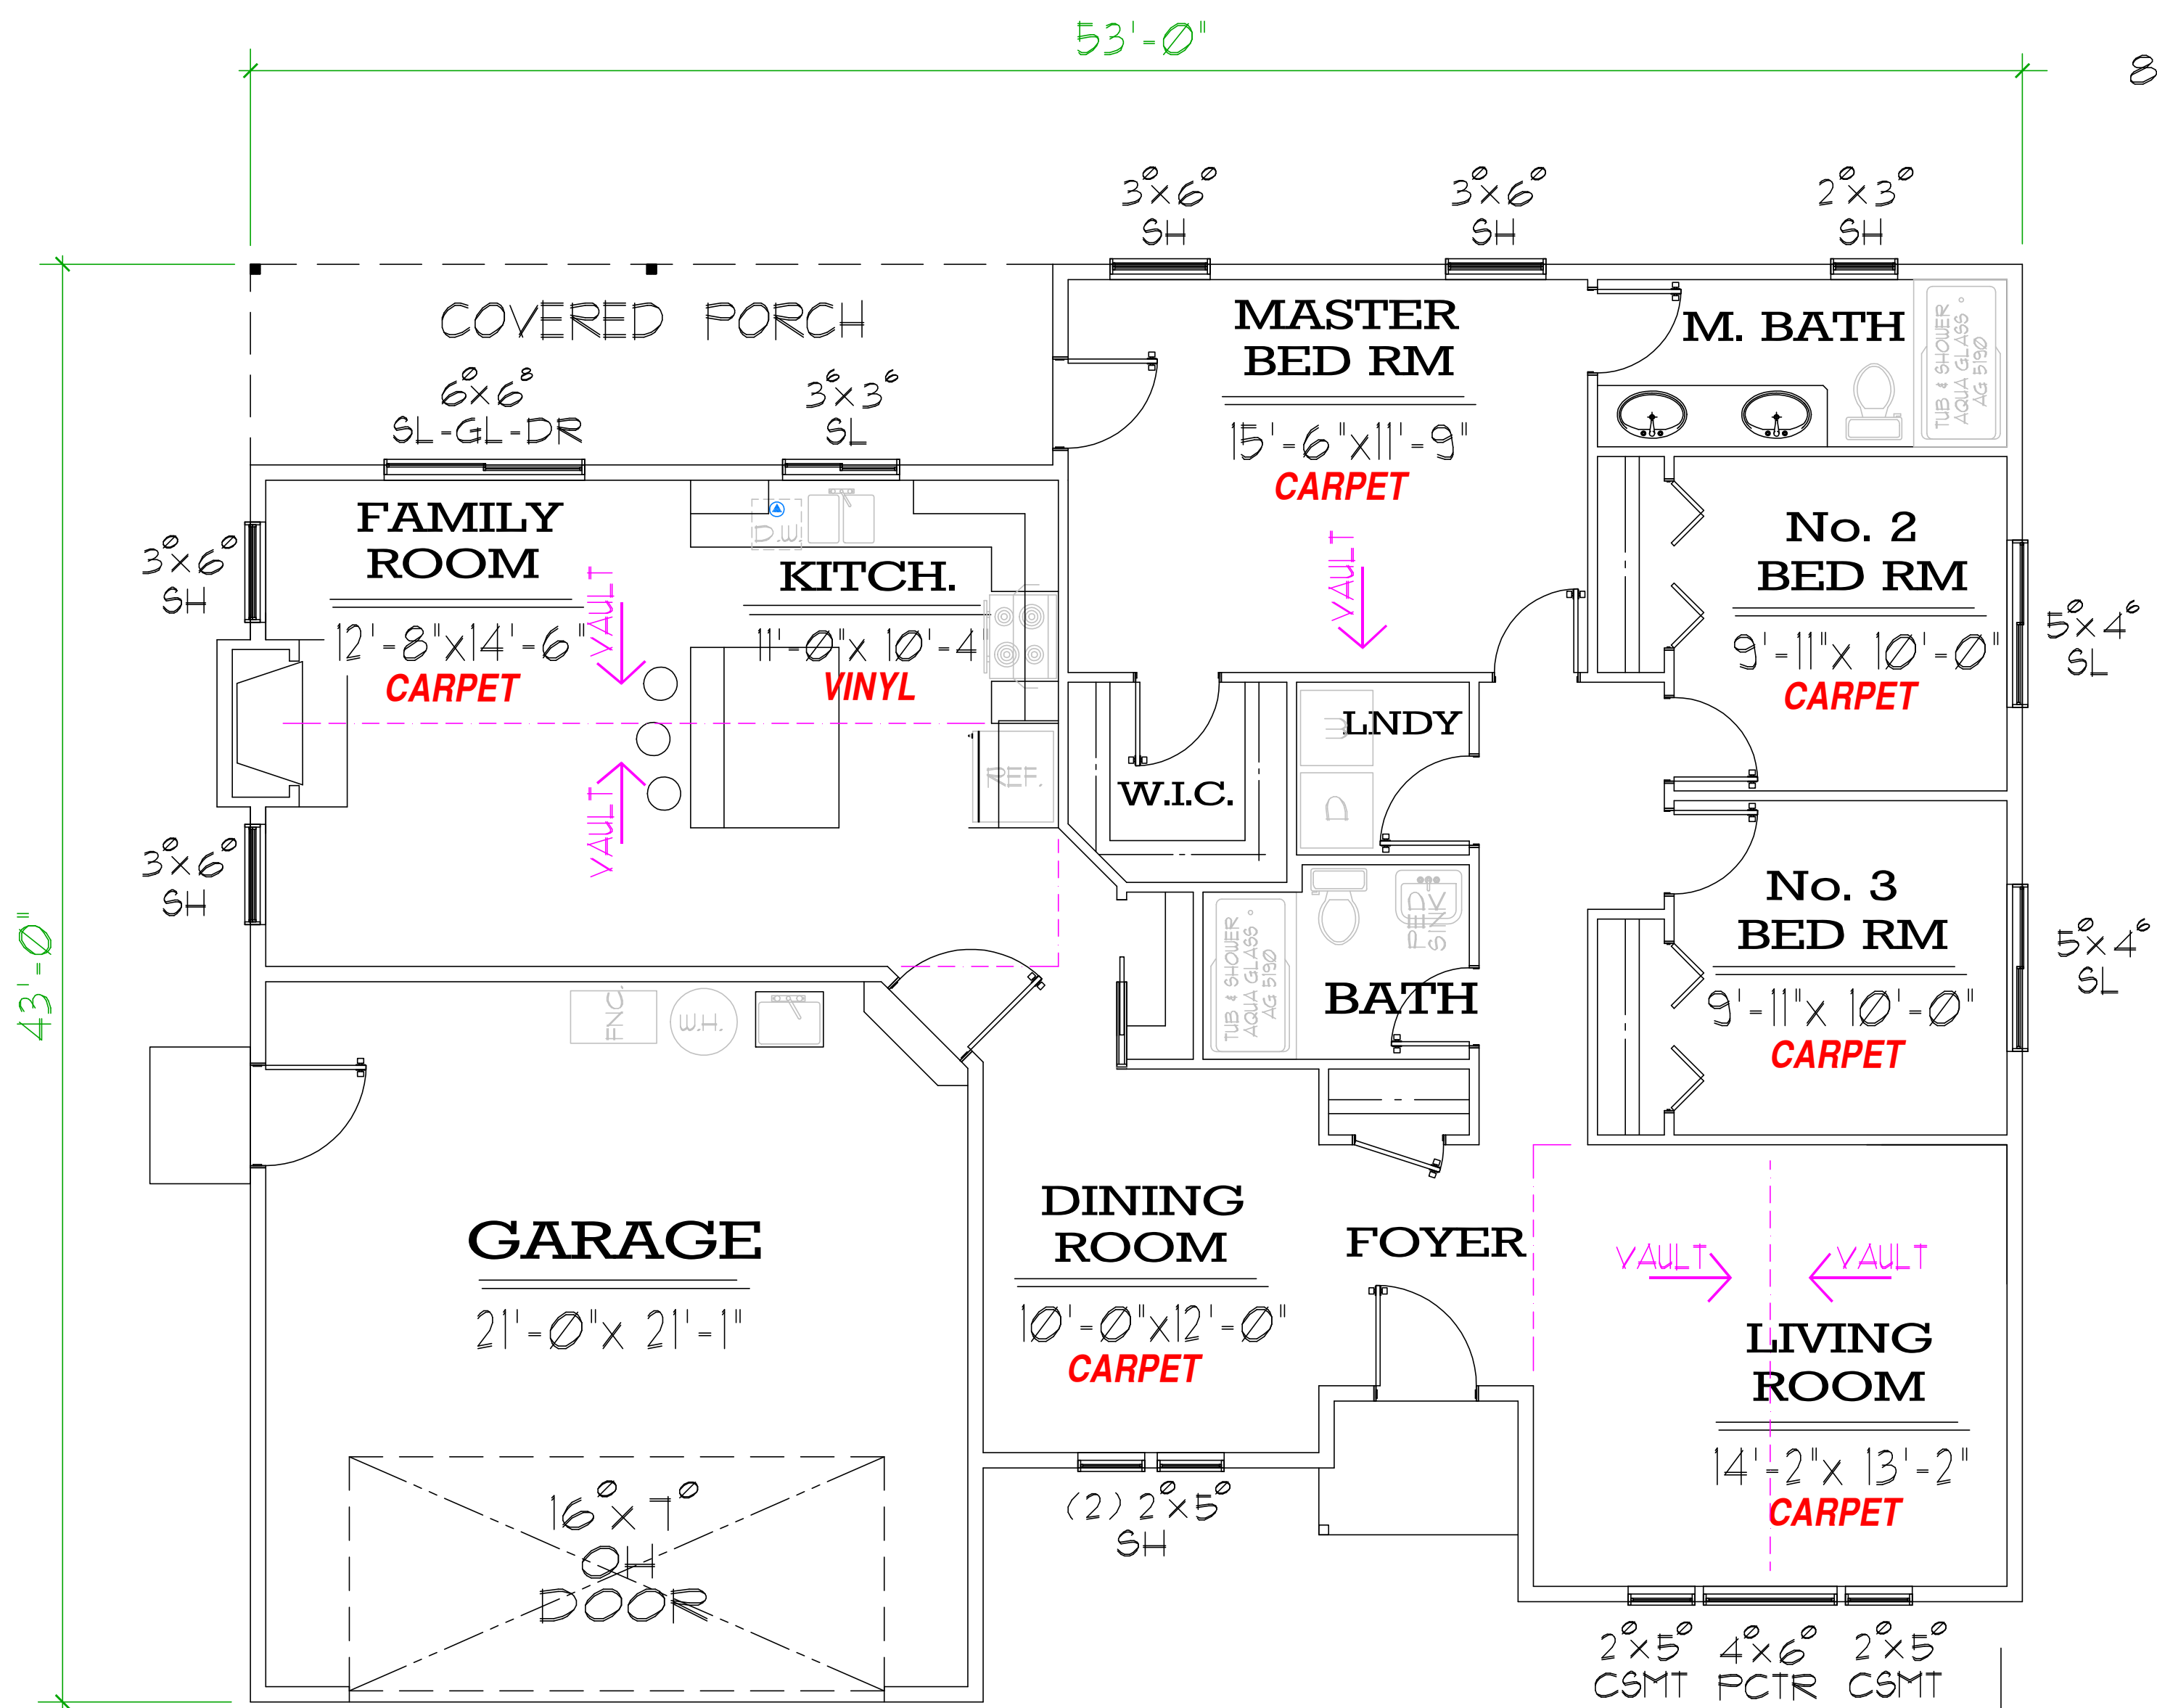 53'-0"
8
3⁰x6⁰
SH
3⁰x6⁰
SH
2⁰x3⁰
SH
COVERED PORCH
6⁰x6⁸
SL-GL-DR
3⁶x3⁶
SL
MASTER
BED RM
15'-6"x11'-9"
CARPET
VAULT
M. BATH
TUB & SHOWER
AQUA GLASS
AG 5190
FAMILY
ROOM
12'-8"x14'-6"
CARPET
VAULT
VAULT
3⁰x6⁰
SH
3⁰x6⁰
SH
D.W.
KITCH.
11'-0"x 10'-4"
VINYL
REF.
No. 2
BED RM
9'-11"x 10'-0"
CARPET
5⁰x4⁶
SL
LNDY
W
D
W.I.C.
43'-0"
No. 3
BED RM
9'-11"x 10'-0"
CARPET
5⁰x4⁶
SL
TUB & SHOWER
AQUA GLASS
AG 5190
PED
SINK
BATH
FNC.
W.H.
GARAGE
21'-0"x 21'-1"
16⁰x7⁰
OH
DOOR
DINING
ROOM
10'-0"x12'-0"
CARPET
(2) 2⁰x5⁰
SH
FOYER
VAULT
VAULT
LIVING
ROOM
14'-2"x 13'-2"
CARPET
2⁰x5⁰
CSMT
4⁰x6⁰
PCTR
2⁰x5⁰
CSMT